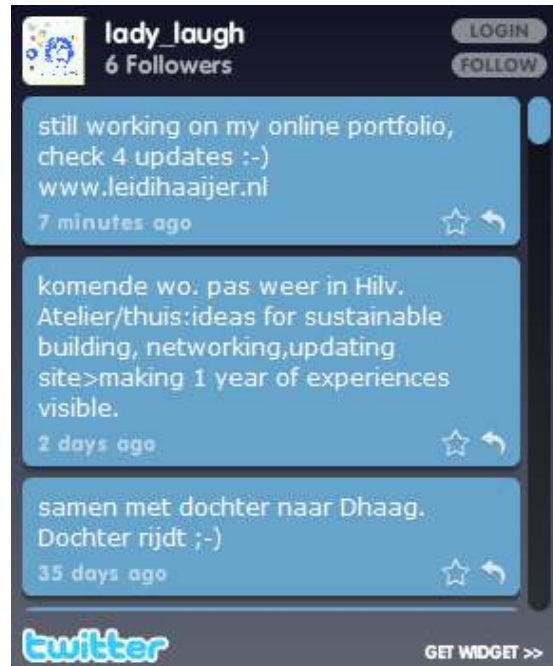 lady_laugh
6 Followers
LOGIN
FOLLOW
still working on my online portfolio,
check 4 updates :-)
www.leidihaaijer.nl
7 minutes ago
komende wo. pas weer in Hilv.
Atelier/thuis:ideas for sustainable
building, networking,updating
site>making 1 year of experiences
visible.
2 days ago
samen met dochter naar Dhaag.
Dochter rijdt ;-)
35 days ago
twitter
GET WIDGET >>